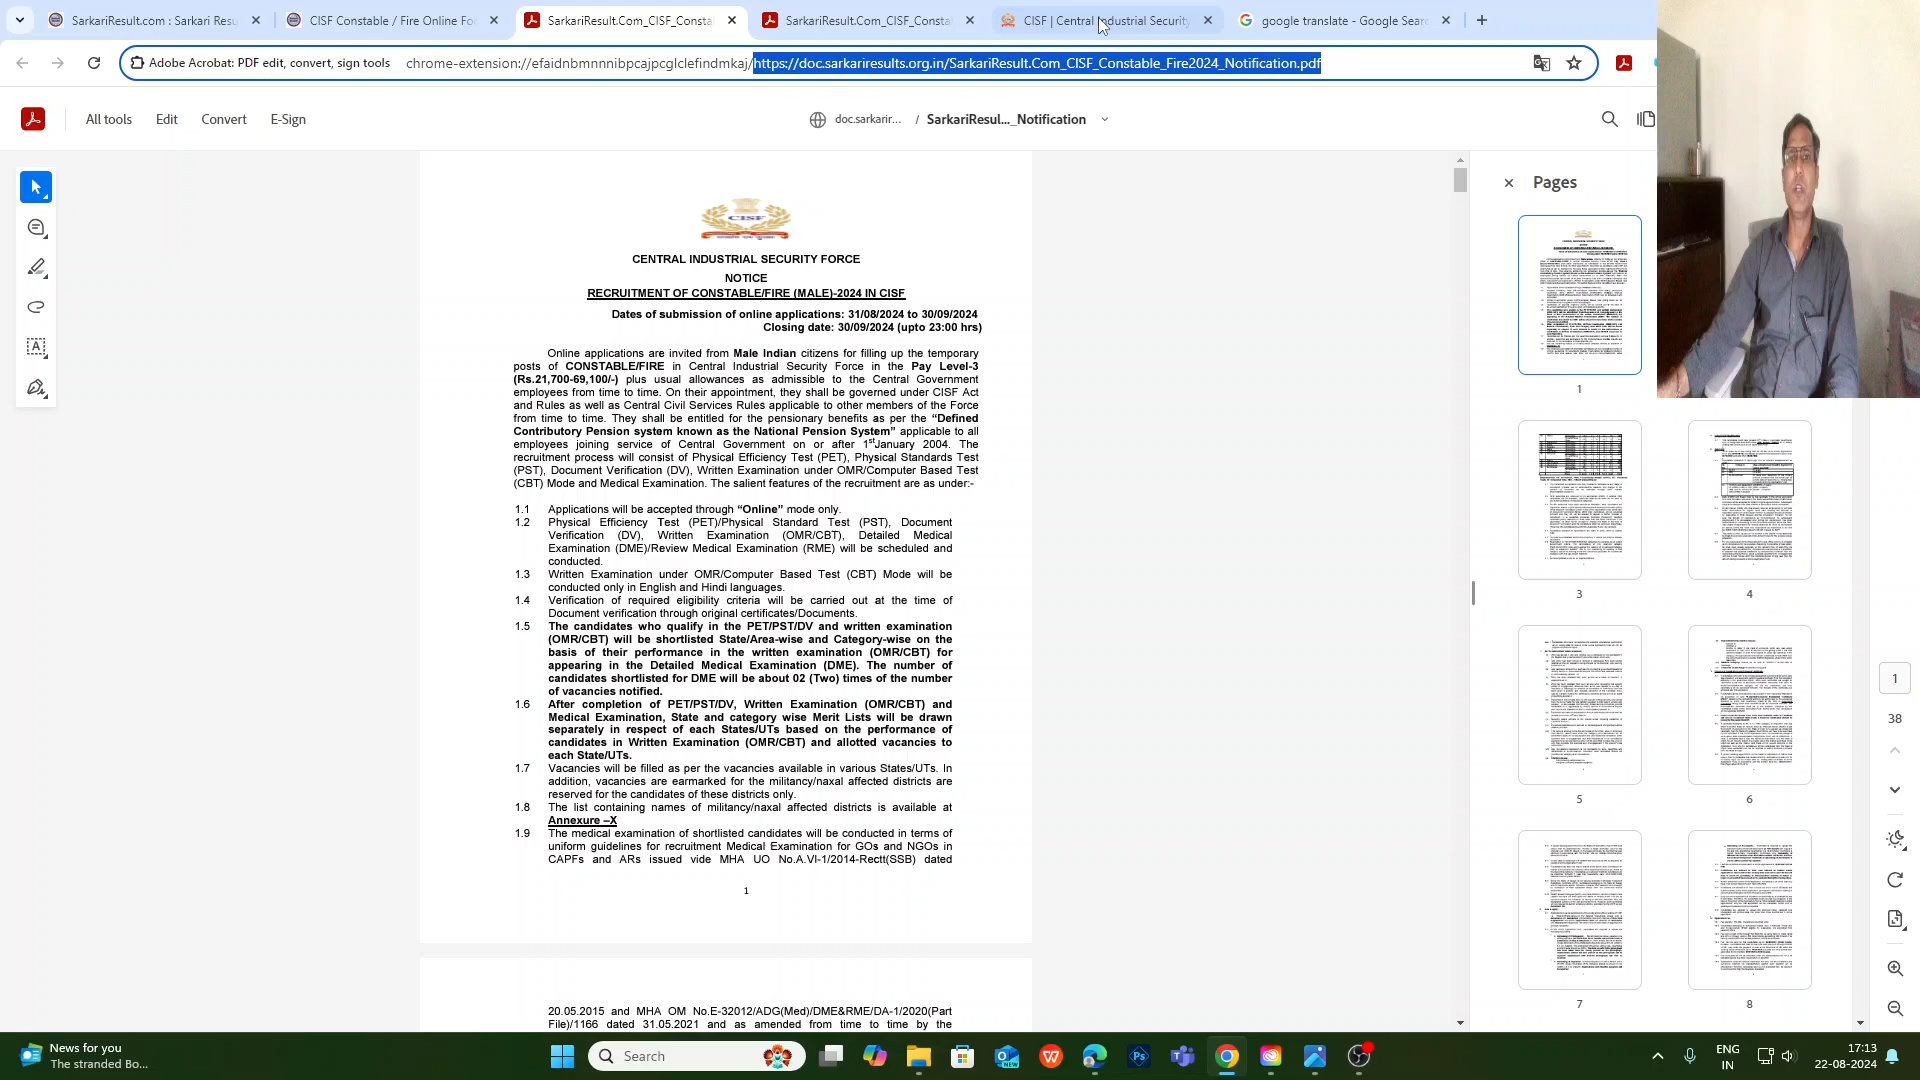 SarkariResult.com : Sarkari Resu
CISF Constable / Fire Online Fo
SarkariResult.Com_CISF_Consta
SarkariResult.Com_CISF_Consta
CISF | Central Industrial Security
google translate - Google Sear
Adobe Acrobat: PDF edit, convert, sign tools
chrome-extension://efaidnbmnnnibpcajpcglclefindmkaj/https://doc.sarkariresults.org.in/SarkariResult.Com_CISF_Constable_Fire2024_Notification.pdf
All tools
Edit
Convert
E-Sign
doc.sarkarir... / SarkariResul..._Notification
Pages
CISF
CENTRAL INDUSTRIAL SECURITY FORCE
NOTICE
RECRUITMENT OF CONSTABLE/FIRE (MALE)-2024 IN CISF
Dates of submission of online applications: 31/08/2024 to 30/09/2024
Closing date: 30/09/2024 (upto 23:00 hrs)
Online applications are invited from Male Indian citizens for filling up the temporary
posts of CONSTABLE/FIRE in Central Industrial Security Force in the Pay Level-3
(Rs.21,700-69,100/-) plus usual allowances as admissible to the Central Government
employees from time to time. On their appointment, they shall be governed under CISF Act
and Rules as well as Central Civil Services Rules applicable to other members of the Force
from time to time. They shall be entitled for the pensionary benefits as per the “Defined
Contributory Pension system known as the National Pension System” applicable to all
employees joining service of Central Government on or after 1stJanuary 2004. The
recruitment process will consist of Physical Efficiency Test (PET), Physical Standards Test
(PST), Document Verification (DV), Written Examination under OMR/Computer Based Test
(CBT) Mode and Medical Examination. The salient features of the recruitment are as under:-
1.1 Applications will be accepted through “Online” mode only.
1.2 Physical Efficiency Test (PET)/Physical Standard Test (PST), Document
Verification (DV), Written Examination (OMR/CBT), Detailed Medical
Examination (DME)/Review Medical Examination (RME) will be scheduled and
conducted.
1.3 Written Examination under OMR/Computer Based Test (CBT) Mode will be
conducted only in English and Hindi languages.
1.4 Verification of required eligibility criteria will be carried out at the time of
Document verification through original certificates/Documents.
1.5 The candidates who qualify in the PET/PST/DV and written examination
(OMR/CBT) will be shortlisted State/Area-wise and Category-wise on the
basis of their performance in the written examination (OMR/CBT) for
appearing in the Detailed Medical Examination (DME). The number of
candidates shortlisted for DME will be about 02 (Two) times of the number
of vacancies notified.
1.6 After completion of PET/PST/DV, Written Examination (OMR/CBT) and
Medical Examination, State and category wise Merit Lists will be drawn
separately in respect of each States/UTs based on the performance of
candidates in Written Examination (OMR/CBT) and allotted vacancies to
each State/UTs.
1.7 Vacancies will be filled as per the vacancies available in various States/UTs. In
addition, vacancies are earmarked for the militancy/naxal affected districts are
reserved for the candidates of these districts only.
1.8 The list containing names of militancy/naxal affected districts is available at
Annexure –X
1.9 The medical examination of shortlisted candidates will be conducted in terms of
uniform guidelines for recruitment Medical Examination for GOs and NGOs in
CAPFs and ARs issued vide MHA UO No.A.VI-1/2014-Rectt(SSB) dated
1
20.05.2015 and MHA OM No.E-32012/ADG(Med)/DME&RME/DA-1/2020(Part
File)/1166 dated 31.05.2021 and as amended from time to time by the
1
3
4
5
6
7
8
1
38
News for you
The stranded Bo...
Search
NEW
ENG
IN
17:13
22-08-2024